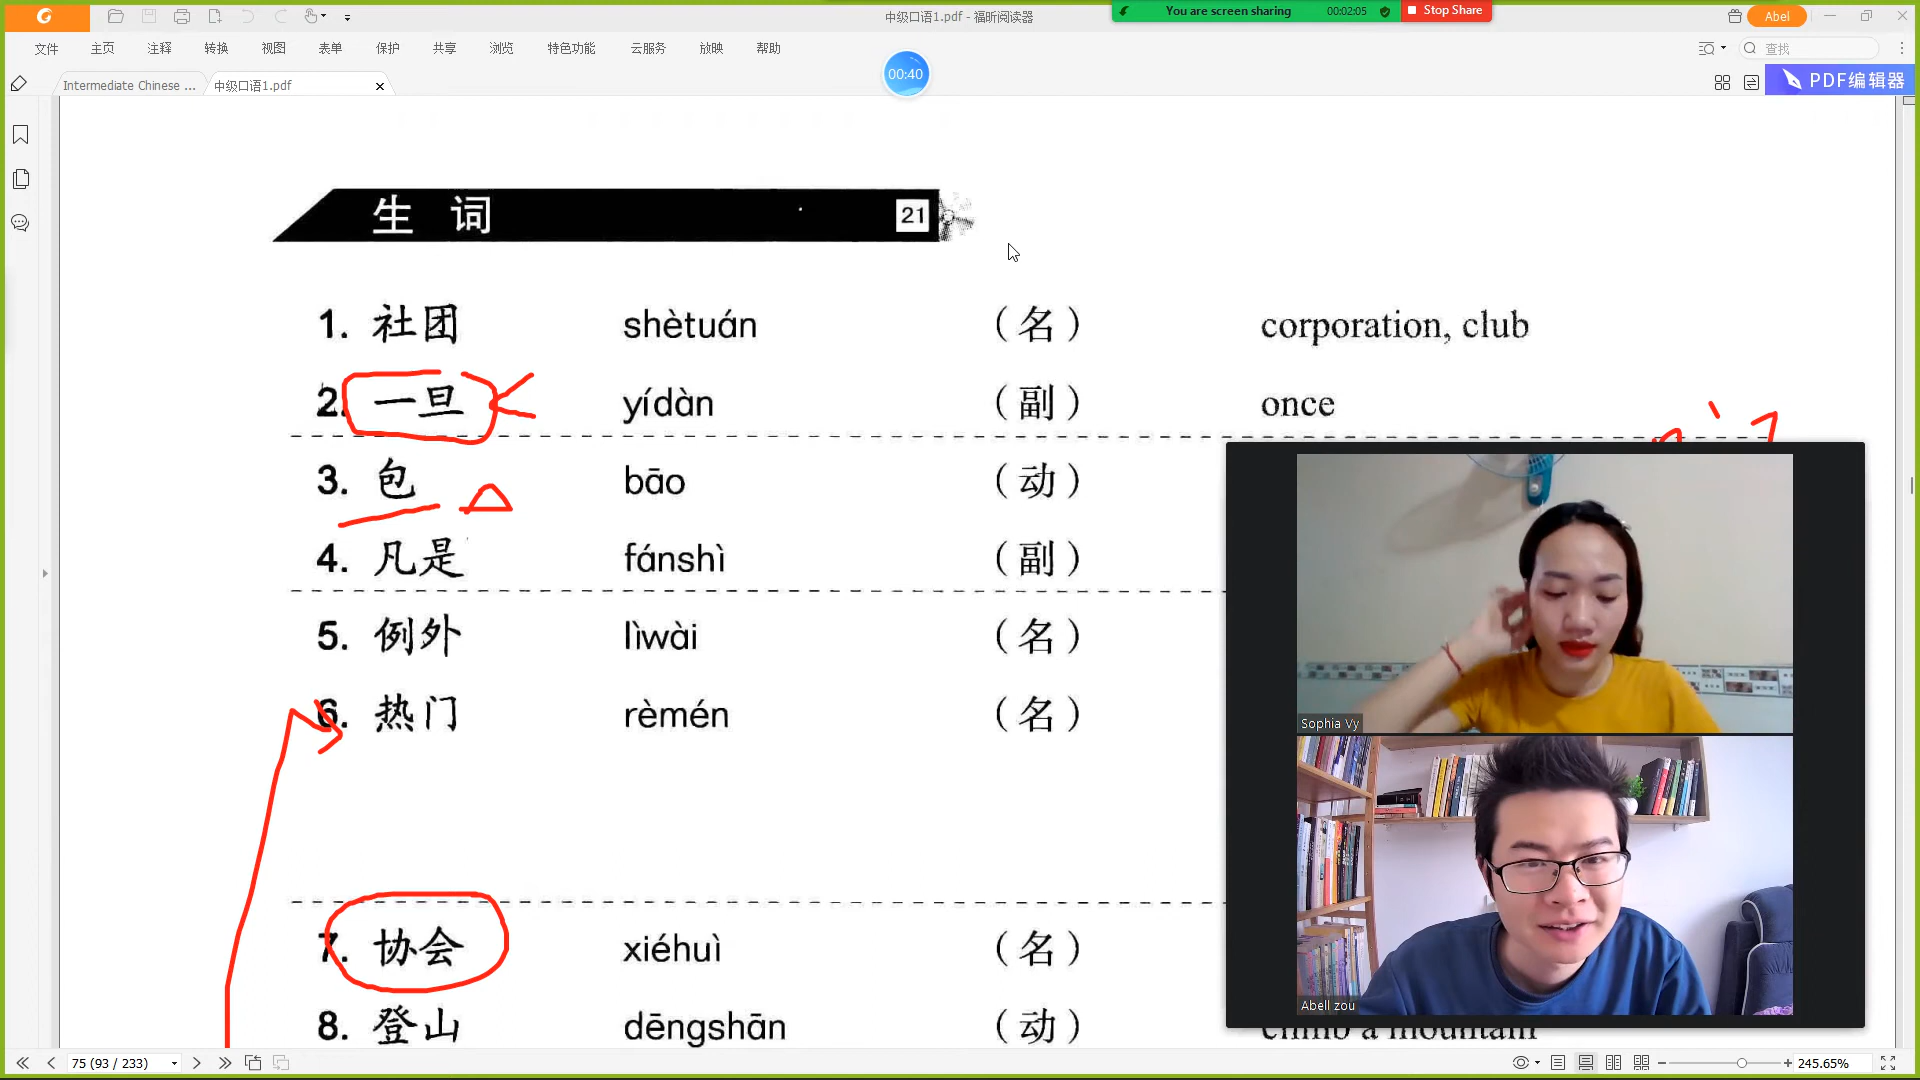 中级口语1.pdf - 福昕阅读器
You are screen sharing 00:02:05 Stop Share
Abel
文件 主页 注释 转换 视图 表单 保护 共享 浏览 特色功能 云服务 放映 帮助
查找
00:40
Intermediate Chinese ... 中级口语1.pdf
PDF编辑器
生 词 21
1. 社团 shètuán （名） corporation, club
2. 一旦 yídàn （副） once
3. 包 bāo （动）
4. 凡是 fánshì （副）
5. 例外 lìwài （名）
6. 热门 rèmén （名）
7. 协会 xiéhuì （名）
8. 登山 dēngshān （动） climb a mountain
Sophia Vy
Abell zou
75 (93 / 233)
245.65%